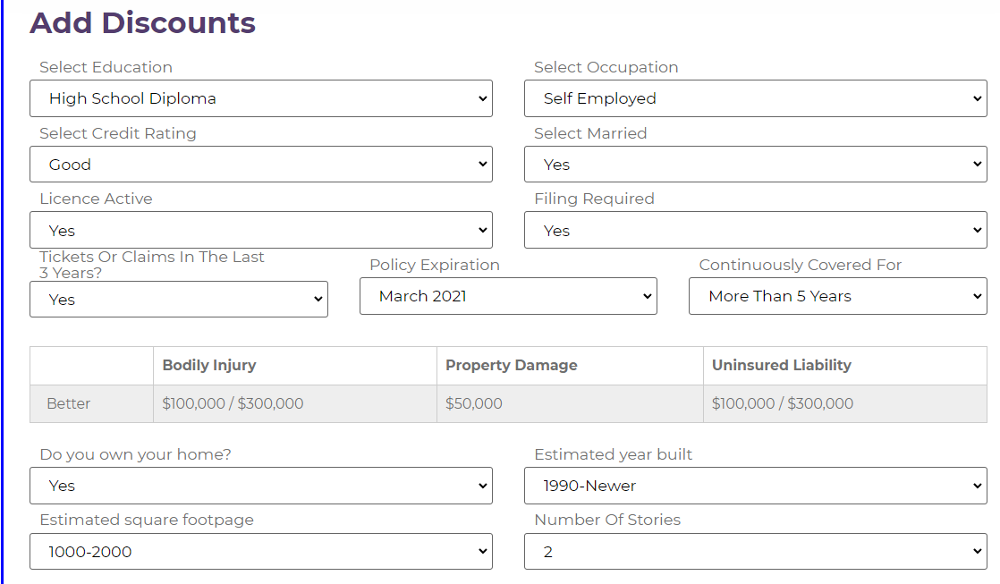 Add Discounts
Select Education Select Occupation
High School Diploma Self Employed
Select Credit Rating Select Married
Good Yes
Licence Active Filing Required
Yes Yes
Tickets Or Claims In The Last
3 Years? Policy Expiration Continuously Covered For
Yes March 2021 More Than 5 Years
Bodily Injury Property Damage Uninsured Liability
Better $100,000 / $300,000 $50,000 $100,000 / $300,000
Do you own your home? Estimated year built
Yes 1990-Newer
Estimated square footpage Number Of Stories
1000-2000 2